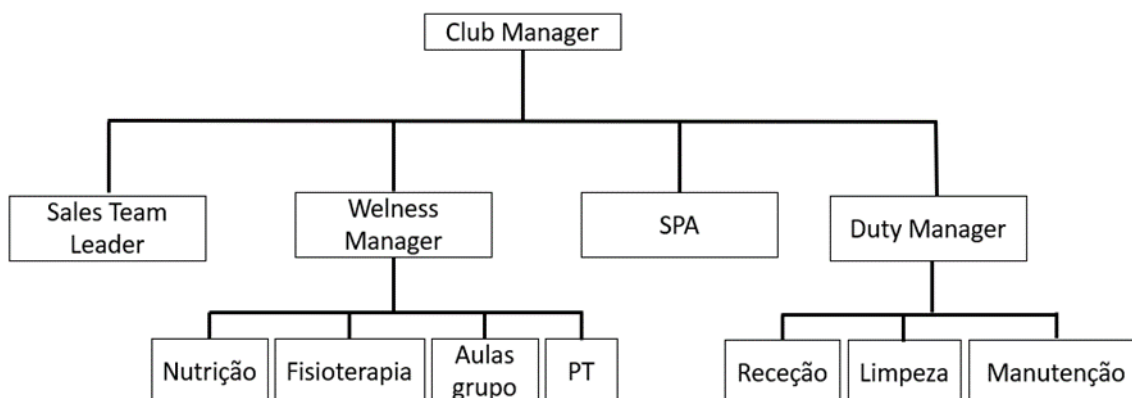 Club Manager
Sales Team
Leader
Welness
Manager
SPA
Duty Manager
Nutrição
Fisioterapia
Aulas
grupo
PT
Receção
Limpeza
Manutenção